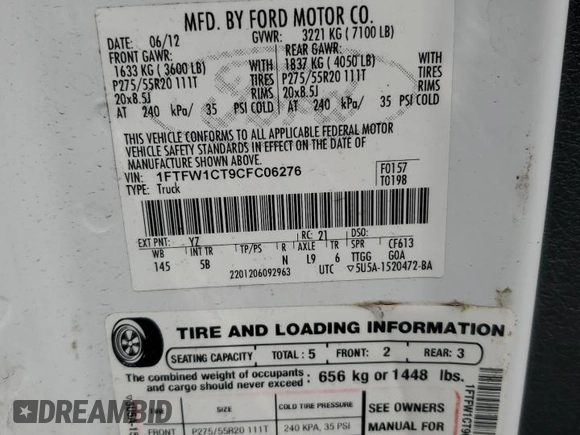 MFD. BY FORD MOTOR CO.
DATE: 06/12 GVWR: 3221 KG ( 7100 LB)
FRONT GAWR: REAR GAWR:
1633 KG ( 3600 LB) 1837 KG ( 4050 LB)
P275/55R20 111T TIRES P275/55R20 111T
20x8.5J RIMS 20x8.5J
AT 240 kPa/ 35 PSI COLD AT 240 kPa/ 35 PSI COLD
Ford
THIS VEHICLE CONFORMS TO ALL APPLICABLE FEDERAL MOTOR
VEHICLE SAFETY STANDARDS IN EFFECT ON THE DATE OF
MANUFACTURE SHOWN ABOVE.
VIN: 1FTFW1CT9CFC06276
TYPE: Truck
F0157
T0198
EXT PNT: YZ RC: 21 DSO:
WB INT TR TP/PS R AXLE TR SPR CF613
145 5B N L9 6 TTGG GOA
2201206092963 UTC 5U5A-1520472-BA
TIRE AND LOADING INFORMATION
SEATING CAPACITY TOTAL: 5 FRONT: 2 REAR: 3
The combined weight of occupants and cargo should never exceed: 656 kg or 1448 lbs.
TIRE SIZE COLD TIRE PRESSURE SEE OWNERS
FRONT P275/55R20 111T 240 KPA, 35 PSI MANUAL FOR
DREAMBID